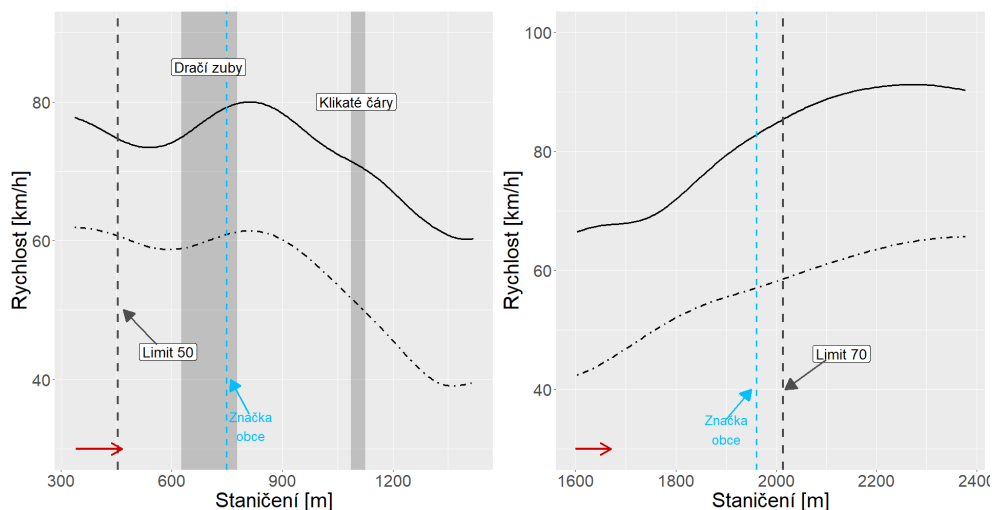 80
60
40
300
600
900
1200
Rychlost [km/h]
Staničení [m]
Dračí zuby
Klikaté čáry
Limit 50
Značka
obce
100
80
60
40
1600
1800
2000
2200
2400
Rychlost [km/h]
Staničení [m]
Limit 70
Značka
obce